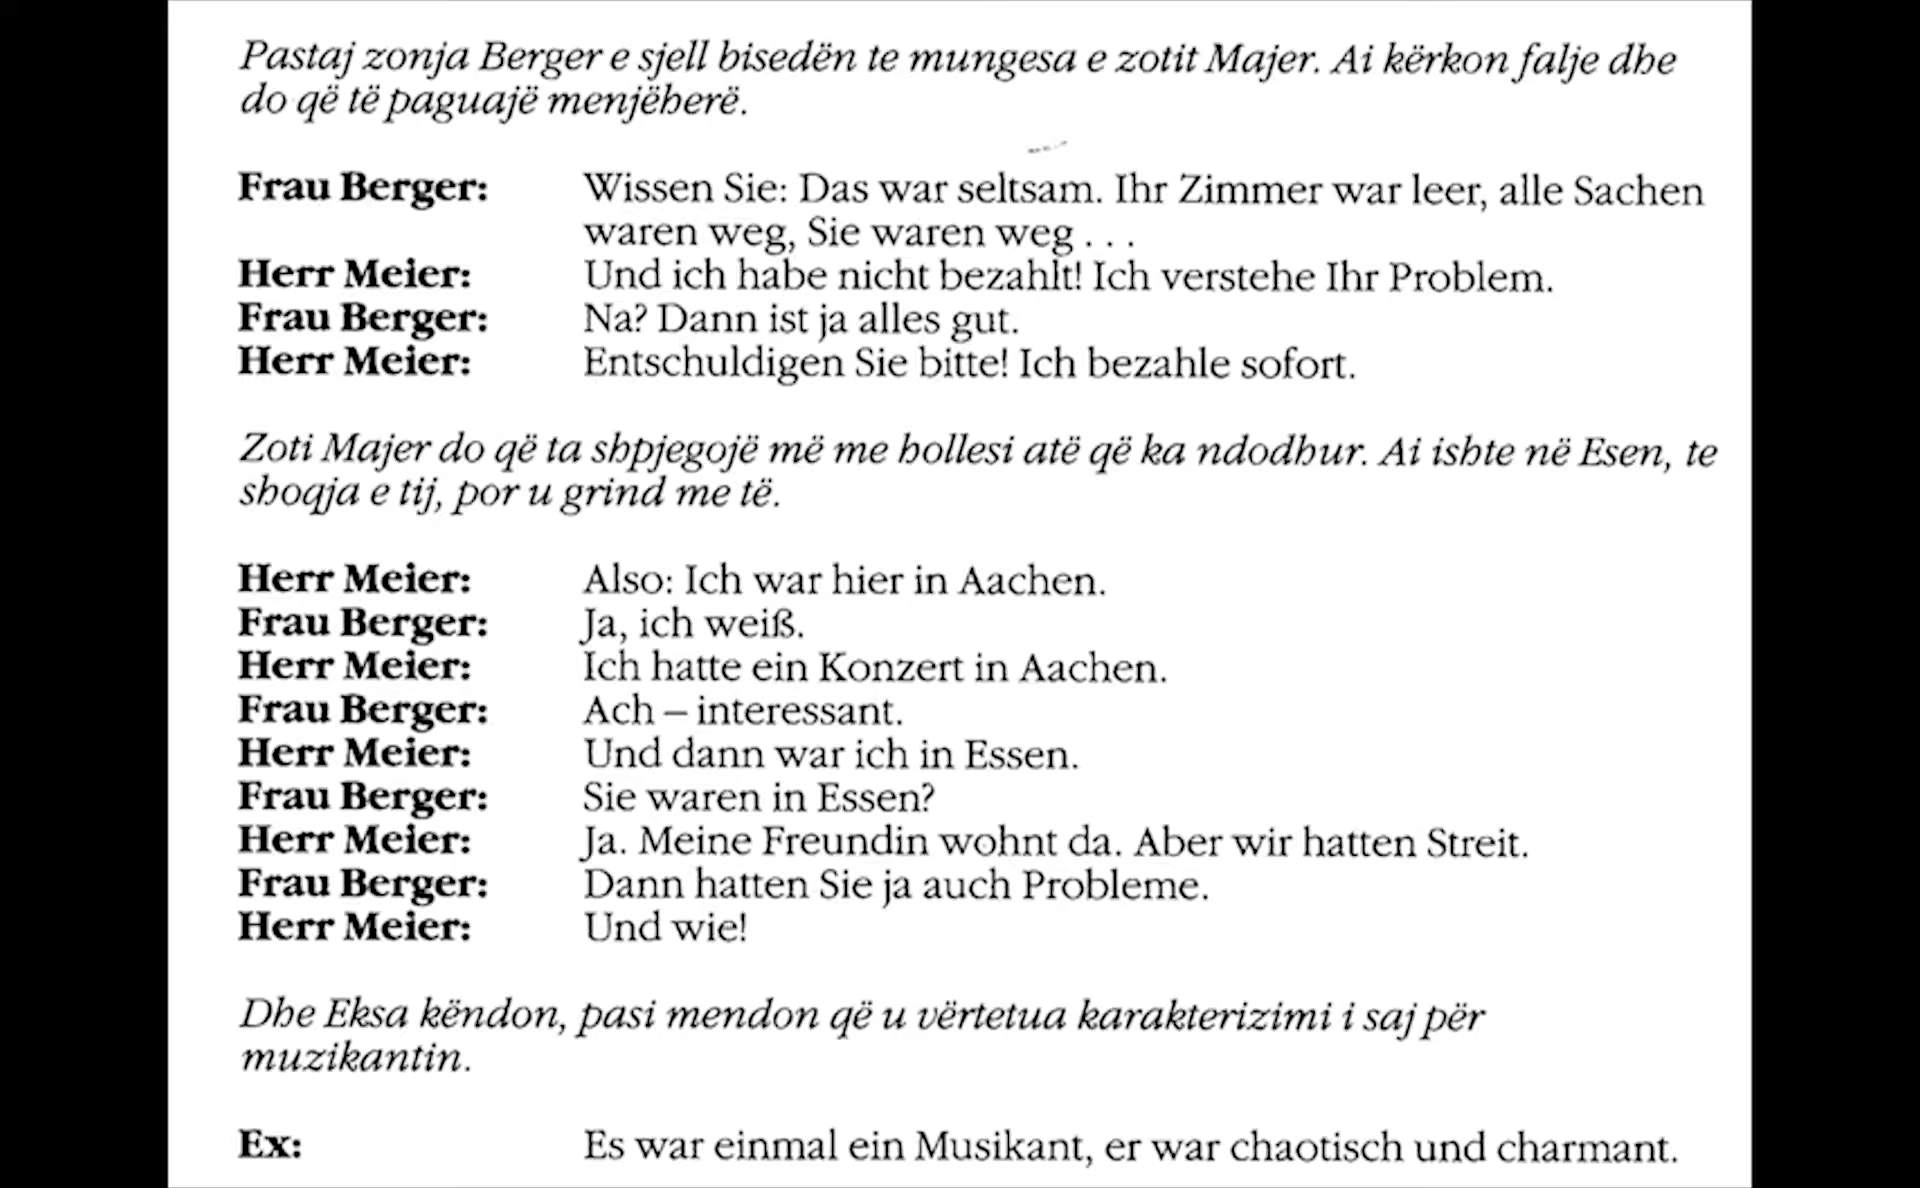 Pastaj zonja Berger e sjell bisedën te mungesa e zotit Majer. Ai kërkon falje dhe
do që të paguajë menjëherë.
Frau Berger: Wissen Sie: Das war seltsam. Ihr Zimmer war leer, alle Sachen
waren weg, Sie waren weg . . .
Herr Meier: Und ich habe nicht bezahlt! Ich verstehe Ihr Problem.
Frau Berger: Na? Dann ist ja alles gut.
Herr Meier: Entschuldigen Sie bitte! Ich bezahle sofort.
Zoti Majer do që ta shpjegojë më me hollesi atë që ka ndodhur. Ai ishte në Esen, te
shoqja e tij, por u grind me të.
Herr Meier: Also: Ich war hier in Aachen.
Frau Berger: Ja, ich weiß.
Herr Meier: Ich hatte ein Konzert in Aachen.
Frau Berger: Ach – interessant.
Herr Meier: Und dann war ich in Essen.
Frau Berger: Sie waren in Essen?
Herr Meier: Ja. Meine Freundin wohnt da. Aber wir hatten Streit.
Frau Berger: Dann hatten Sie ja auch Probleme.
Herr Meier: Und wie!
Dhe Eksa këndon, pasi mendon që u vërtetua karakterizimi i saj për
muzikantin.
Ex: Es war einmal ein Musikant, er war chaotisch und charmant.